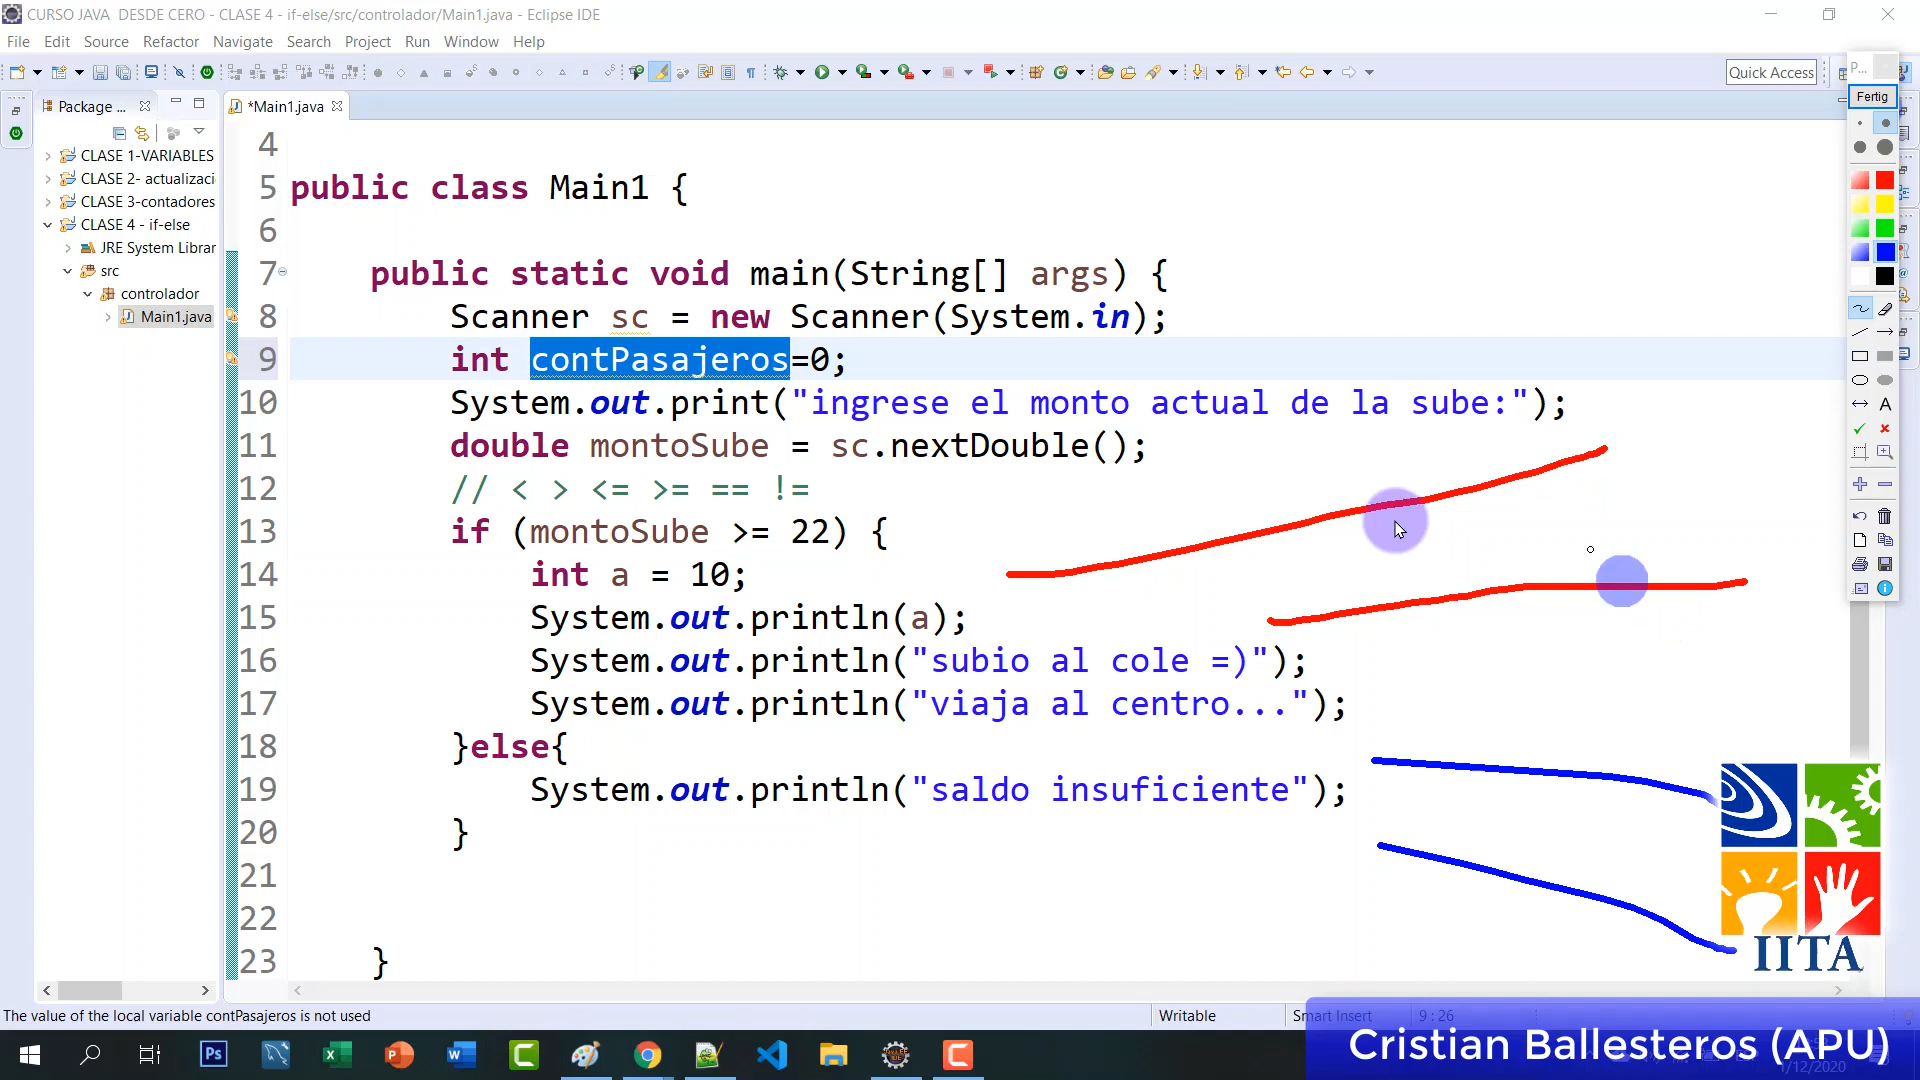 CURSO JAVA  DESDE CERO - CLASE 4 - if-else/src/controlador/Main1.java - Eclipse IDE
File Edit Source Refactor Navigate Search Project Run Window Help
Quick Access
P...
Fertig
Package ...
*Main1.java
CLASE 1-VARIABLES
CLASE 2- actualizaci
CLASE 3-contadores
CLASE 4 - if-else
JRE System Librar
src
controlador
Main1.java
4
5 public class Main1 {
6
7 public static void main(String[] args) {
8 Scanner sc = new Scanner(System.in);
9 int contPasajeros=0;
10 System.out.print("ingrese el monto actual de la sube:");
11 double montoSube = sc.nextDouble();
12 // < > <= >= == !=
13 if (montoSube >= 22) {
14 int a = 10;
15 System.out.println(a);
16 System.out.println("subio al cole =)");
17 System.out.println("viaja al centro...");
18 }else{
19 System.out.println("saldo insuficiente");
20 }
21
22
23 }
IITA
The value of the local variable contPasajeros is not used
Writable
Smart Insert
9 : 26
Cristian Ballesteros (APU)
1/12/2020